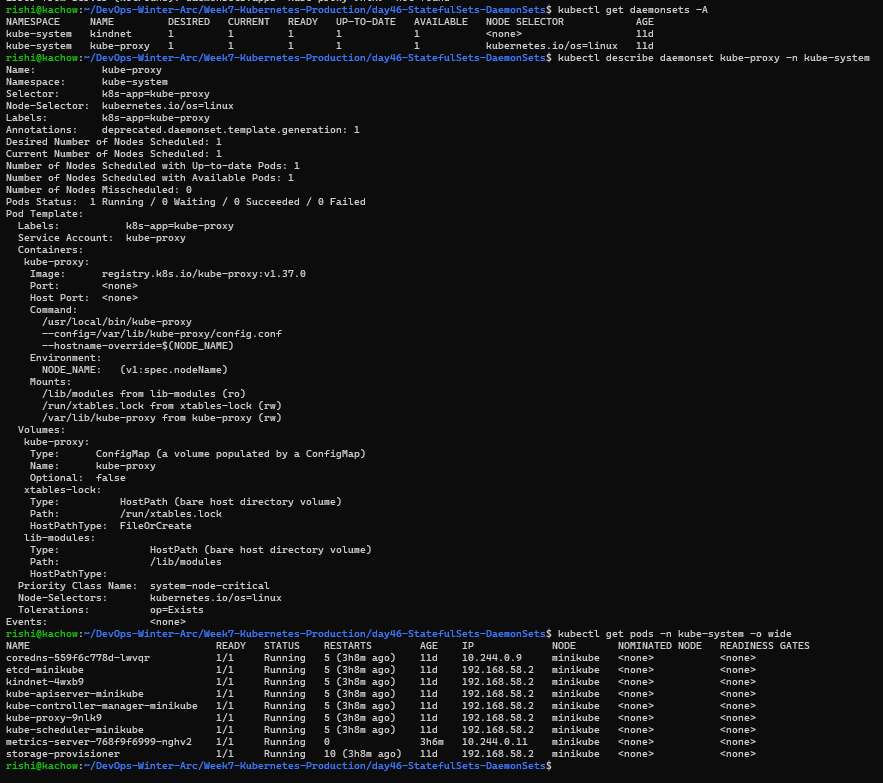 rishi@kachow:~/DevOps-Winter-Arc/Week7-Kubernetes-Production/day46-StatefulSets-DaemonSets$ kubectl get daemonsets -A
NAMESPACE     NAME         DESIRED   CURRENT   READY   UP-TO-DATE   AVAILABLE   NODE SELECTOR            AGE
kube-system   kindnet      1         1         1       1            1           <none>                   11d
kube-system   kube-proxy   1         1         1       1            1           kubernetes.io/os=linux   11d
rishi@kachow:~/DevOps-Winter-Arc/Week7-Kubernetes-Production/day46-StatefulSets-DaemonSets$ kubectl describe daemonset kube-proxy -n kube-system
Name:           kube-proxy
Namespace:      kube-system
Selector:       k8s-app=kube-proxy
Node-Selector:  kubernetes.io/os=linux
Labels:         k8s-app=kube-proxy
Annotations:    deprecated.daemonset.template.generation: 1
Desired Number of Nodes Scheduled: 1
Current Number of Nodes Scheduled: 1
Number of Nodes Scheduled with Up-to-date Pods: 1
Number of Nodes Scheduled with Available Pods: 1
Number of Nodes Misscheduled: 0
Pods Status:  1 Running / 0 Waiting / 0 Succeeded / 0 Failed
Pod Template:
  Labels:           k8s-app=kube-proxy
  Service Account:  kube-proxy
  Containers:
   kube-proxy:
    Image:      registry.k8s.io/kube-proxy:v1.37.0
    Port:       <none>
    Host Port:  <none>
    Command:
      /usr/local/bin/kube-proxy
      --config=/var/lib/kube-proxy/config.conf
      --hostname-override=$(NODE_NAME)
    Environment:
      NODE_NAME:   (v1:spec.nodeName)
    Mounts:
      /lib/modules from lib-modules (ro)
      /run/xtables.lock from xtables-lock (rw)
      /var/lib/kube-proxy from kube-proxy (rw)
  Volumes:
   kube-proxy:
    Type:      ConfigMap (a volume populated by a ConfigMap)
    Name:      kube-proxy
    Optional:  false
   xtables-lock:
    Type:          HostPath (bare host directory volume)
    Path:          /run/xtables.lock
    HostPathType:  FileOrCreate
   lib-modules:
    Type:               HostPath (bare host directory volume)
    Path:               /lib/modules
    HostPathType:
  Priority Class Name:  system-node-critical
  Node-Selectors:       kubernetes.io/os=linux
  Tolerations:          op=Exists
Events:                 <none>
rishi@kachow:~/DevOps-Winter-Arc/Week7-Kubernetes-Production/day46-StatefulSets-DaemonSets$ kubectl get pods -n kube-system -o wide
NAME                               READY   STATUS    RESTARTS      AGE    IP             NODE       NOMINATED NODE   READINESS GATES
coredns-559f6c778d-lwvqr           1/1     Running   5 (3h8m ago)    11d    10.244.0.9     minikube   <none>           <none>
etcd-minikube                      1/1     Running   5 (3h8m ago)    11d    192.168.58.2   minikube   <none>           <none>
kindnet-4wxb9                      1/1     Running   5 (3h8m ago)    11d    192.168.58.2   minikube   <none>           <none>
kube-apiserver-minikube            1/1     Running   5 (3h8m ago)    11d    192.168.58.2   minikube   <none>           <none>
kube-controller-manager-minikube   1/1     Running   5 (3h8m ago)    11d    192.168.58.2   minikube   <none>           <none>
kube-proxy-9nlk9                   1/1     Running   5 (3h8m ago)    11d    192.168.58.2   minikube   <none>           <none>
kube-scheduler-minikube            1/1     Running   5 (3h8m ago)    11d    192.168.58.2   minikube   <none>           <none>
metrics-server-768f9f6999-nghv2    1/1     Running   0               3h6m   10.244.0.11    minikube   <none>           <none>
storage-provisioner                1/1     Running   10 (3h8m ago)   11d    192.168.58.2   minikube   <none>           <none>
rishi@kachow:~/DevOps-Winter-Arc/Week7-Kubernetes-Production/day46-StatefulSets-DaemonSets$